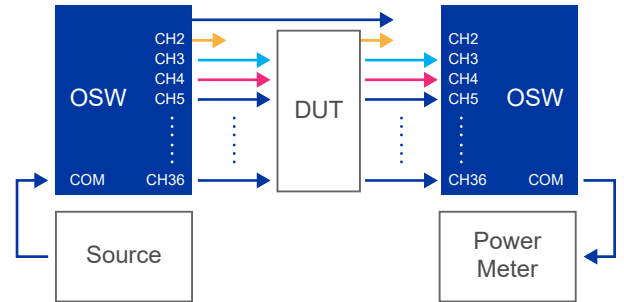 CH2
CH3
CH4
CH5
OSW
COM
CH36
DUT
CH2
CH3
CH4
CH5
OSW
CH36
COM
Source
Power
Meter